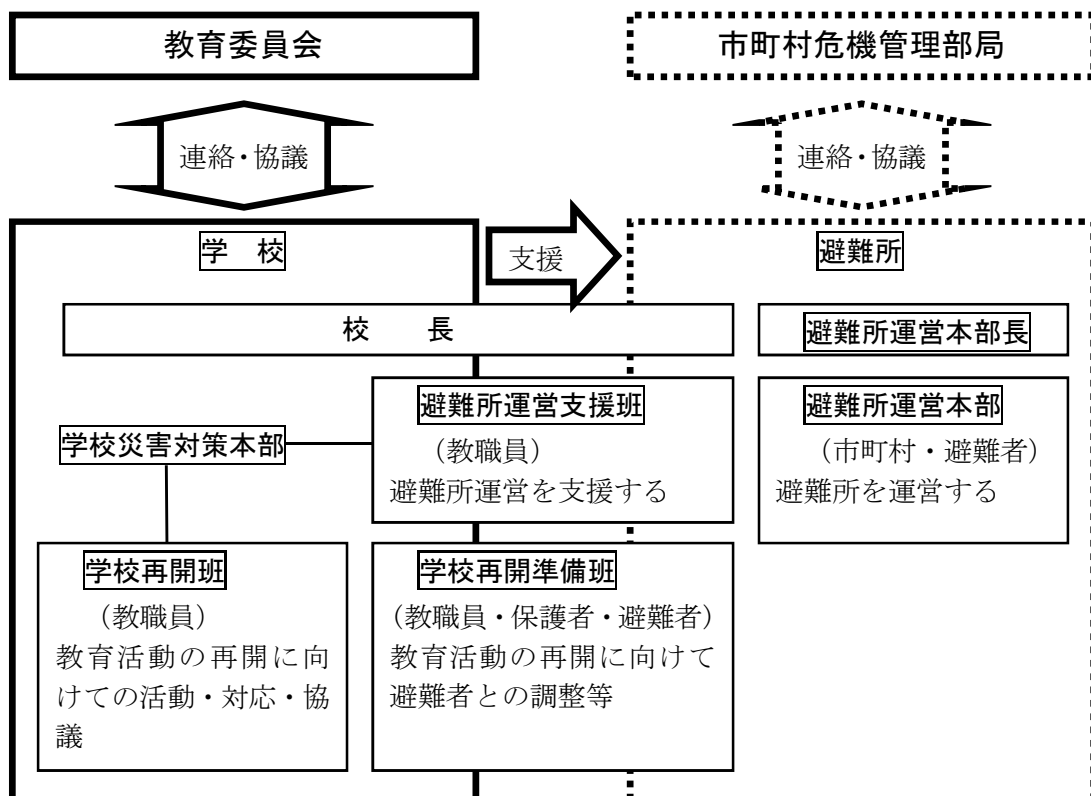 教育委員会
市町村危機管理部局
連絡・協議
連絡・協議
学　校
支援
避難所
校　　長
避難所運営本部長
避難所運営支援班
（教職員）
避難所運営を支援する
避難所運営本部
（市町村・避難者）
避難所を運営する
学校災害対策本部
学校再開班
（教職員）
教育活動の再開に向
けての活動・対応・協
議
学校再開準備班
（教職員・保護者・避難者）
教育活動の再開に向けて
避難者との調整等